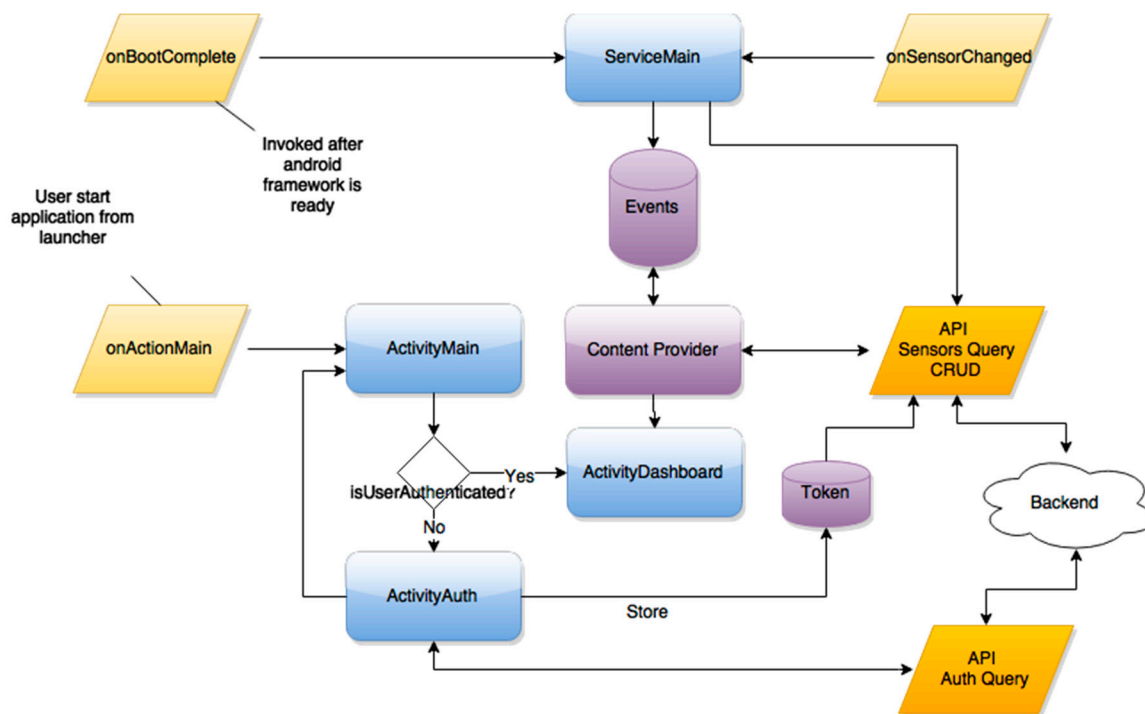 onBootComplete
ServiceMain
onSensorChanged
Invoked after
android
framework is
ready
User start
application from
launcher
Events
onActionMain
ActivityMain
Content Provider
API
Sensors Query
CRUD
isUserAuthenticated?
Yes
ActivityDashboard
Token
Backend
No
ActivityAuth
Store
API
Auth Query